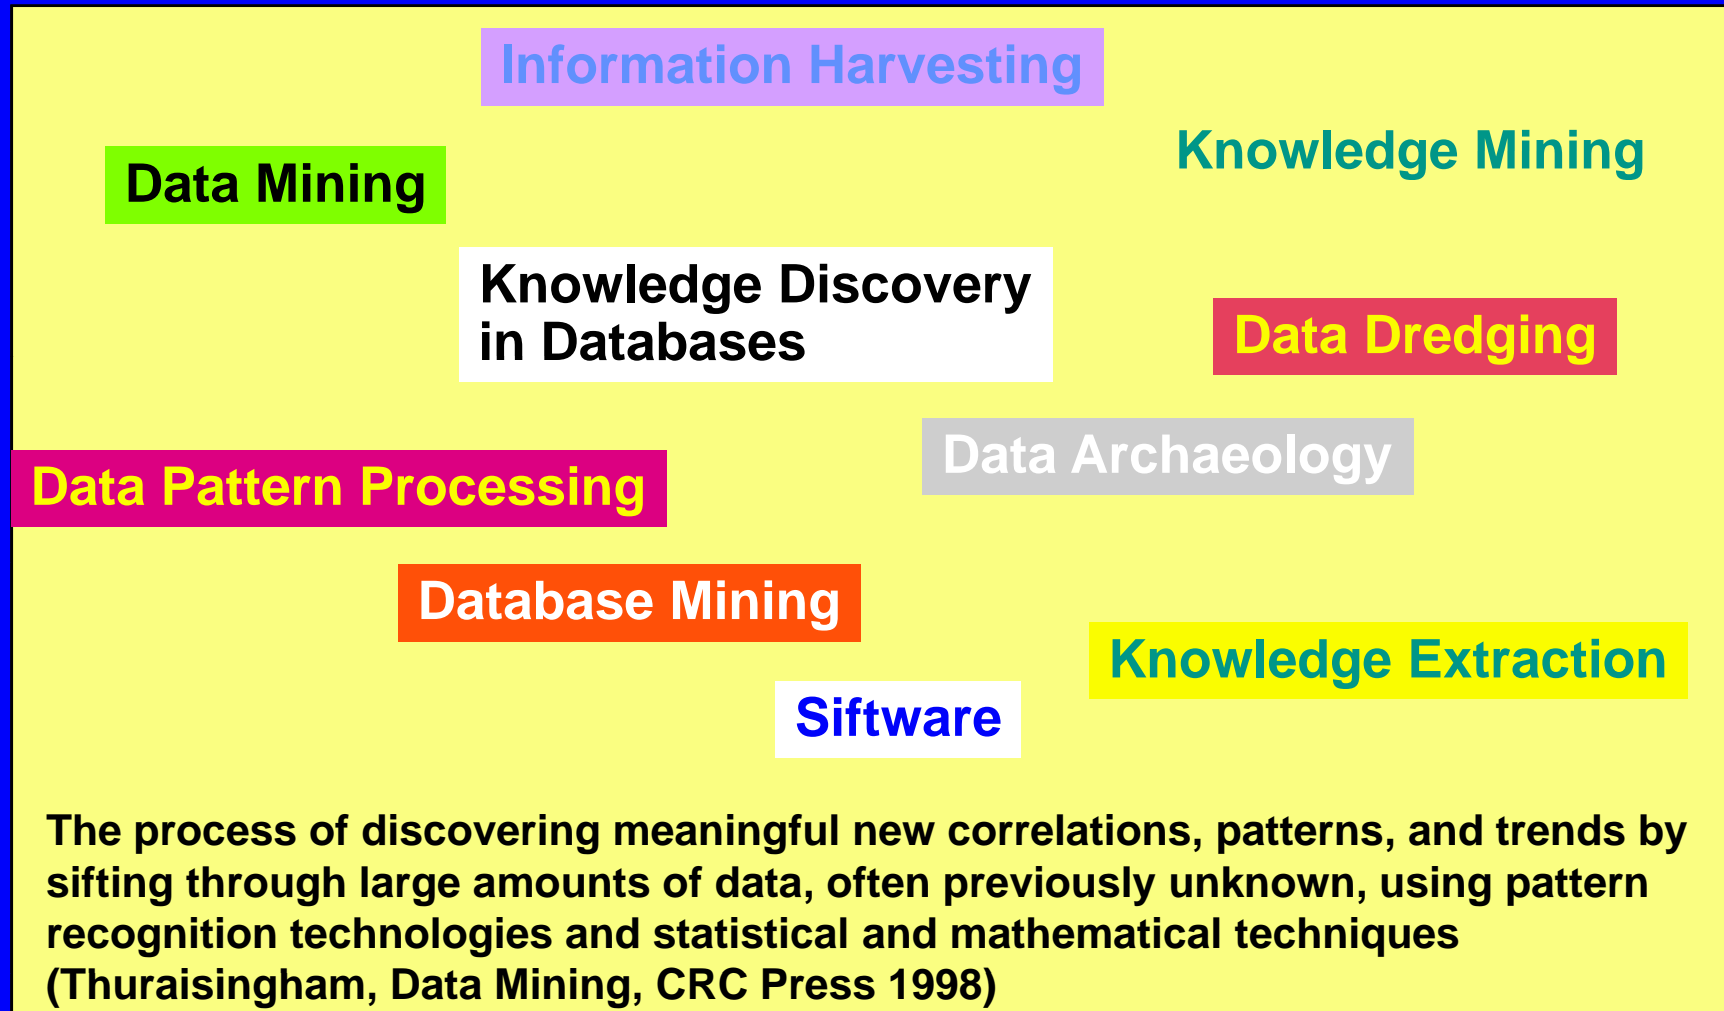 Information Harvesting
Knowledge Mining
Data Mining
Knowledge Discovery
in Databases
Data Dredging
Data Archaeology
Data Pattern Processing
Database Mining
Knowledge Extraction
Siftware
The process of discovering meaningful new correlations, patterns, and trends by
sifting through large amounts of data, often previously unknown, using pattern
recognition technologies and statistical and mathematical techniques
(Thuraisingham, Data Mining, CRC Press 1998)